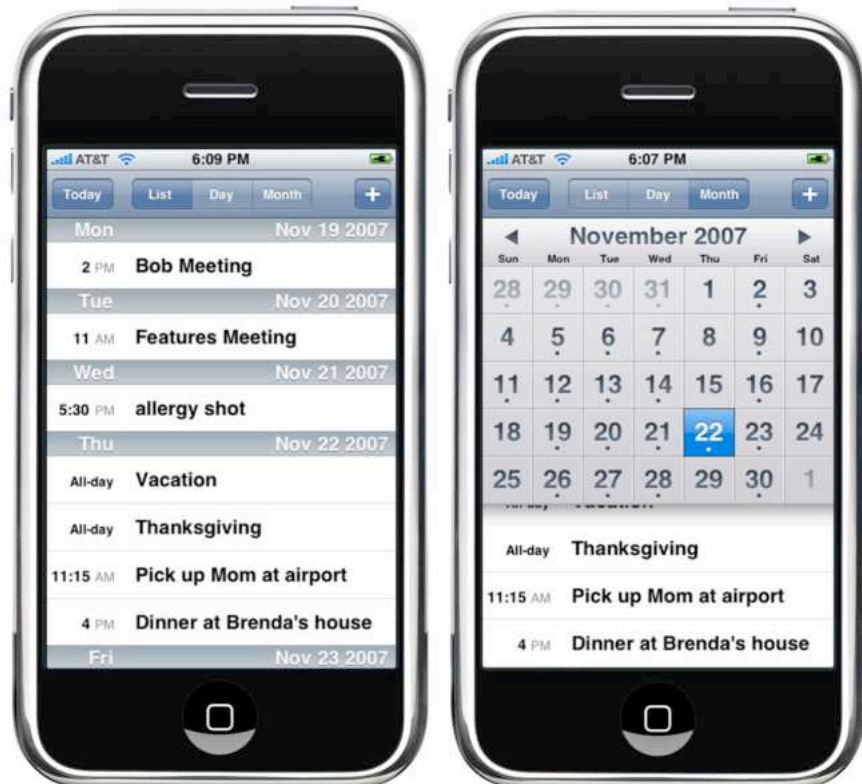 AT&T 6:09 PM
Today List Day Month +
Mon Nov 19 2007
2 PM Bob Meeting
Tue Nov 20 2007
11 AM Features Meeting
Wed Nov 21 2007
5:30 PM allergy shot
Thu Nov 22 2007
All-day Vacation
All-day Thanksgiving
11:15 AM Pick up Mom at airport
4 PM Dinner at Brenda's house
Fri Nov 23 2007
AT&T 6:07 PM
Today List Day Month +
November 2007
Sun Mon Tue Wed Thu Fri Sat
28 29 30 31 1 2 3
4 5 6 7 8 9 10
11 12 13 14 15 16 17
18 19 20 21 22 23 24
25 26 27 28 29 30 1
All-day Vacation
All-day Thanksgiving
11:15 AM Pick up Mom at airport
4 PM Dinner at Brenda's house